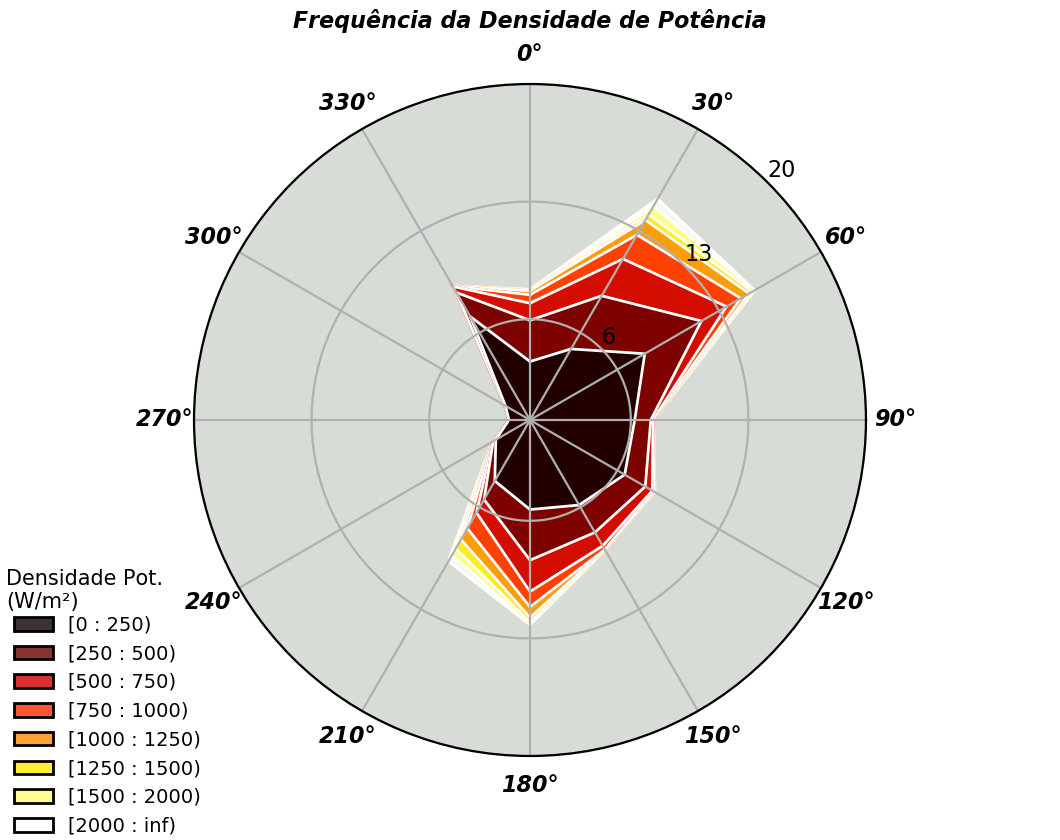 Frequência da Densidade de Potência
0°
330°
30°
20
300°
60°
13
6
270°
90°
240°
120°
210°
150°
180°
Densidade Pot.
(W/m²)
[0 : 250)
[250 : 500)
[500 : 750)
[750 : 1000)
[1000 : 1250)
[1250 : 1500)
[1500 : 2000)
[2000 : inf)